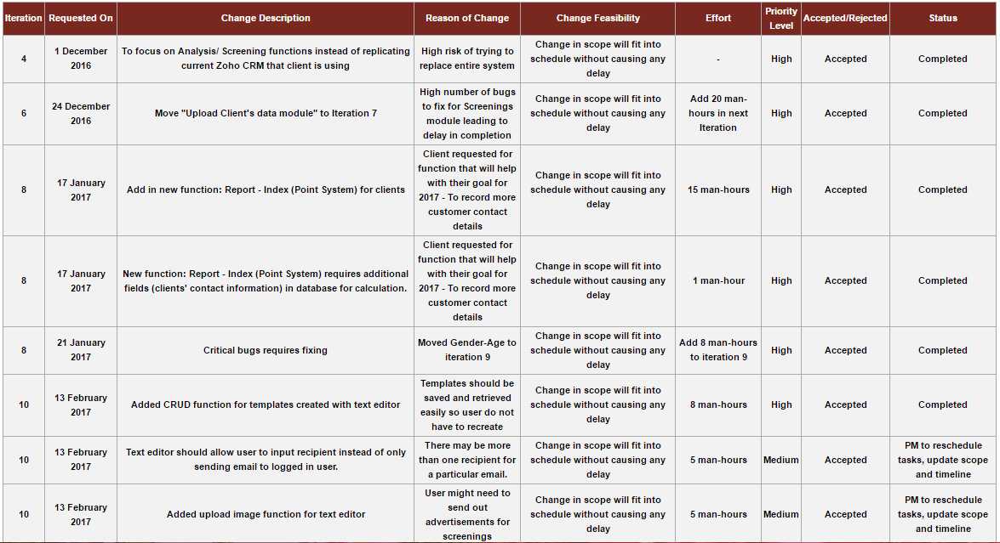 Iteration Requested On Change Description Reason of Change Change Feasibility Effort Priority Level Accepted/Rejected Status
4
1 December
2016
To focus on Analysis/ Screening functions instead of replicating
current Zoho CRM that client is using
High risk of trying to
replace entire system
Change in scope will fit into
schedule without causing any
delay
-
High
Accepted
Completed
6
24 December
2016
Move "Upload Client's data module" to Iteration 7
High number of bugs
to fix for Screenings
module leading to
delay in completion
Change in scope will fit into
schedule without causing any
delay
Add 20 man-
hours in next
Iteration
High
Accepted
Completed
8
17 January
2017
Add in new function: Report - Index (Point System) for clients
Client requested for
function that will help
with their goal for
2017 - To record more
customer contact
details
Change in scope will fit into
schedule without causing any
delay
15 man-hours
High
Accepted
Completed
8
17 January
2017
New function: Report - Index (Point System) requires additional
fields (clients' contact information) in database for calculation.
Client requested for
function that will help
with their goal for
2017 - To record more
customer contact
details
Change in scope will fit into
schedule without causing any
delay
1 man-hour
High
Accepted
Completed
8
21 January
2017
Critical bugs requires fixing
Moved Gender-Age to
iteration 9
Change in scope will fit into
schedule without causing any
delay
Add 8 man-hours
to iteration 9
High
Accepted
Completed
10
13 February
2017
Added CRUD function for templates created with text editor
Templates should be
saved and retrieved
easily so user do not
have to recreate
Change in scope will fit into
schedule without causing any
delay
8 man-hours
High
Accepted
Completed
10
13 February
2017
Text editor should allow user to input recipient instead of only
sending email to logged in user.
There may be more
than one recipient for
a particular email.
Change in scope will fit into
schedule without causing any
delay
5 man-hours
Medium
Accepted
PM to reschedule
tasks, update scope
and timeline
10
13 February
2017
Added upload image function for text editor
User might need to
send out
advertisements for
screenings
Change in scope will fit into
schedule without causing any
delay
5 man-hours
Medium
Accepted
PM to reschedule
tasks, update scope
and timeline